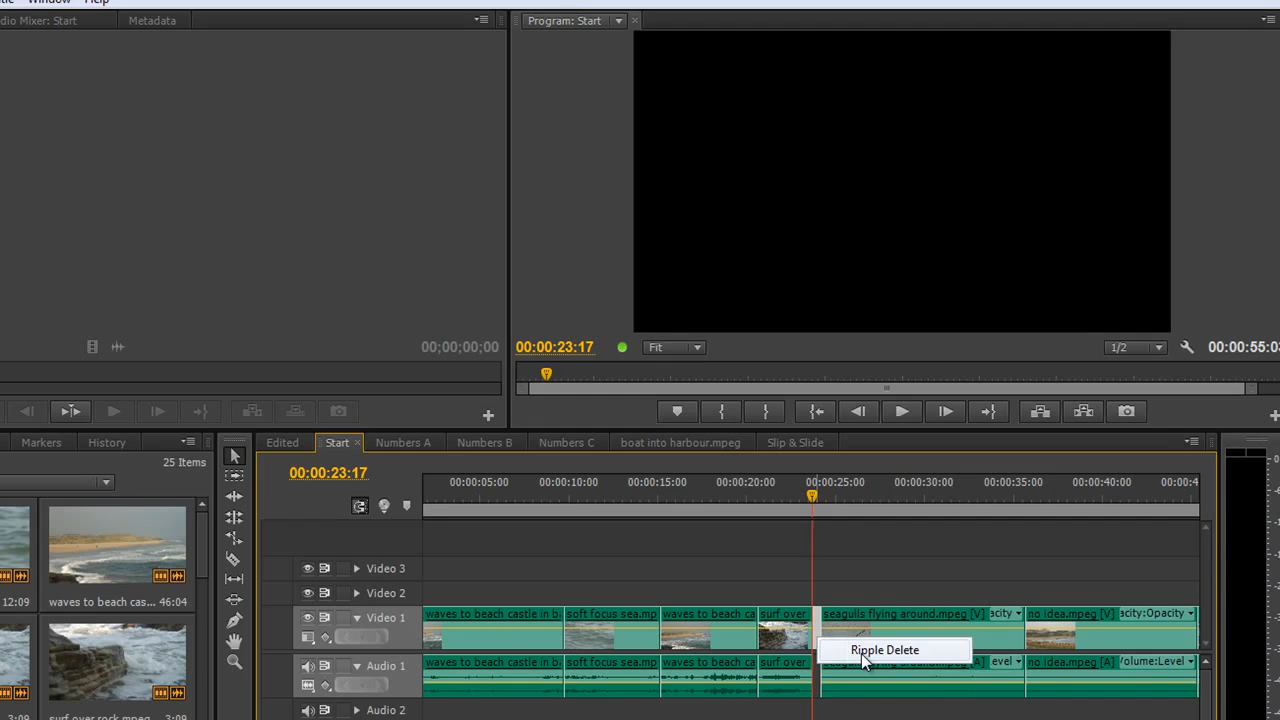 Window Help
dio Mixer: Start Metadata Program: Start
00;00;00;00 00:00:23:17 Fit 1/2 00:00:55:03
Markers History Edited Start Numbers A Numbers B Numbers C boat into harbour.mpeg Slip & Slide
25 Items
00:00:23:17
00:00:05:00 00:00:10:00 00:00:15:00 00:00:20:00 00:00:25:00 00:00:30:00 00:00:35:00 00:00:40:00 00:00:4
Video 3
Video 2
12:09 waves to beach cas... 46:04
Video 1 waves to beach castle in b. soft focus sea.mp waves to beach ca surf over seagulls flying around.mpeg [V] acity no idea.mpeg [V] acity:Opacity
Ripple Delete
Audio 1 waves to beach castle in b. soft focus sea.mp waves to beach ca surf over around.mpeg [A] evel no idea.mpeg [A] /olume:Level
Audio 2
3:09 surf over rock.mpeg 3:09